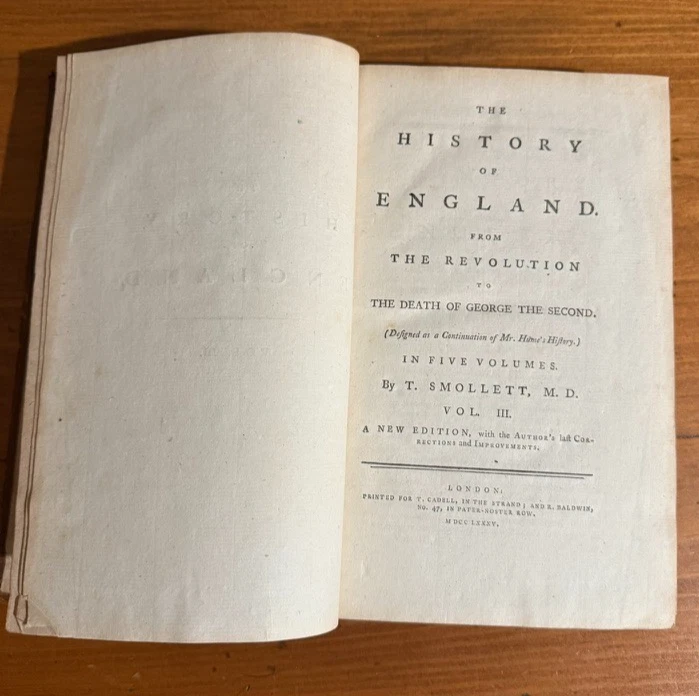 THE
HISTORY
OF
ENGLAND.
FROM
THE REVOLUTION
TO
THE DEATH OF GEORGE THE SECOND.
(Deſigned as a Continuation of Mr. Hume's Hiſtory.)
IN FIVE VOLUMES.
By T. SMOLLETT, M. D.
VOL. III.
A NEW EDITION, with the AUTHOR's laſt COR-
RECTIONS and IMPROVEMENTS.
LONDON:
PRINTED FOR T. CADELL, IN THE STRAND; AND R. BALDWIN,
No. 47, IN PATER-NOSTER ROW.
MDCCLXXXV.